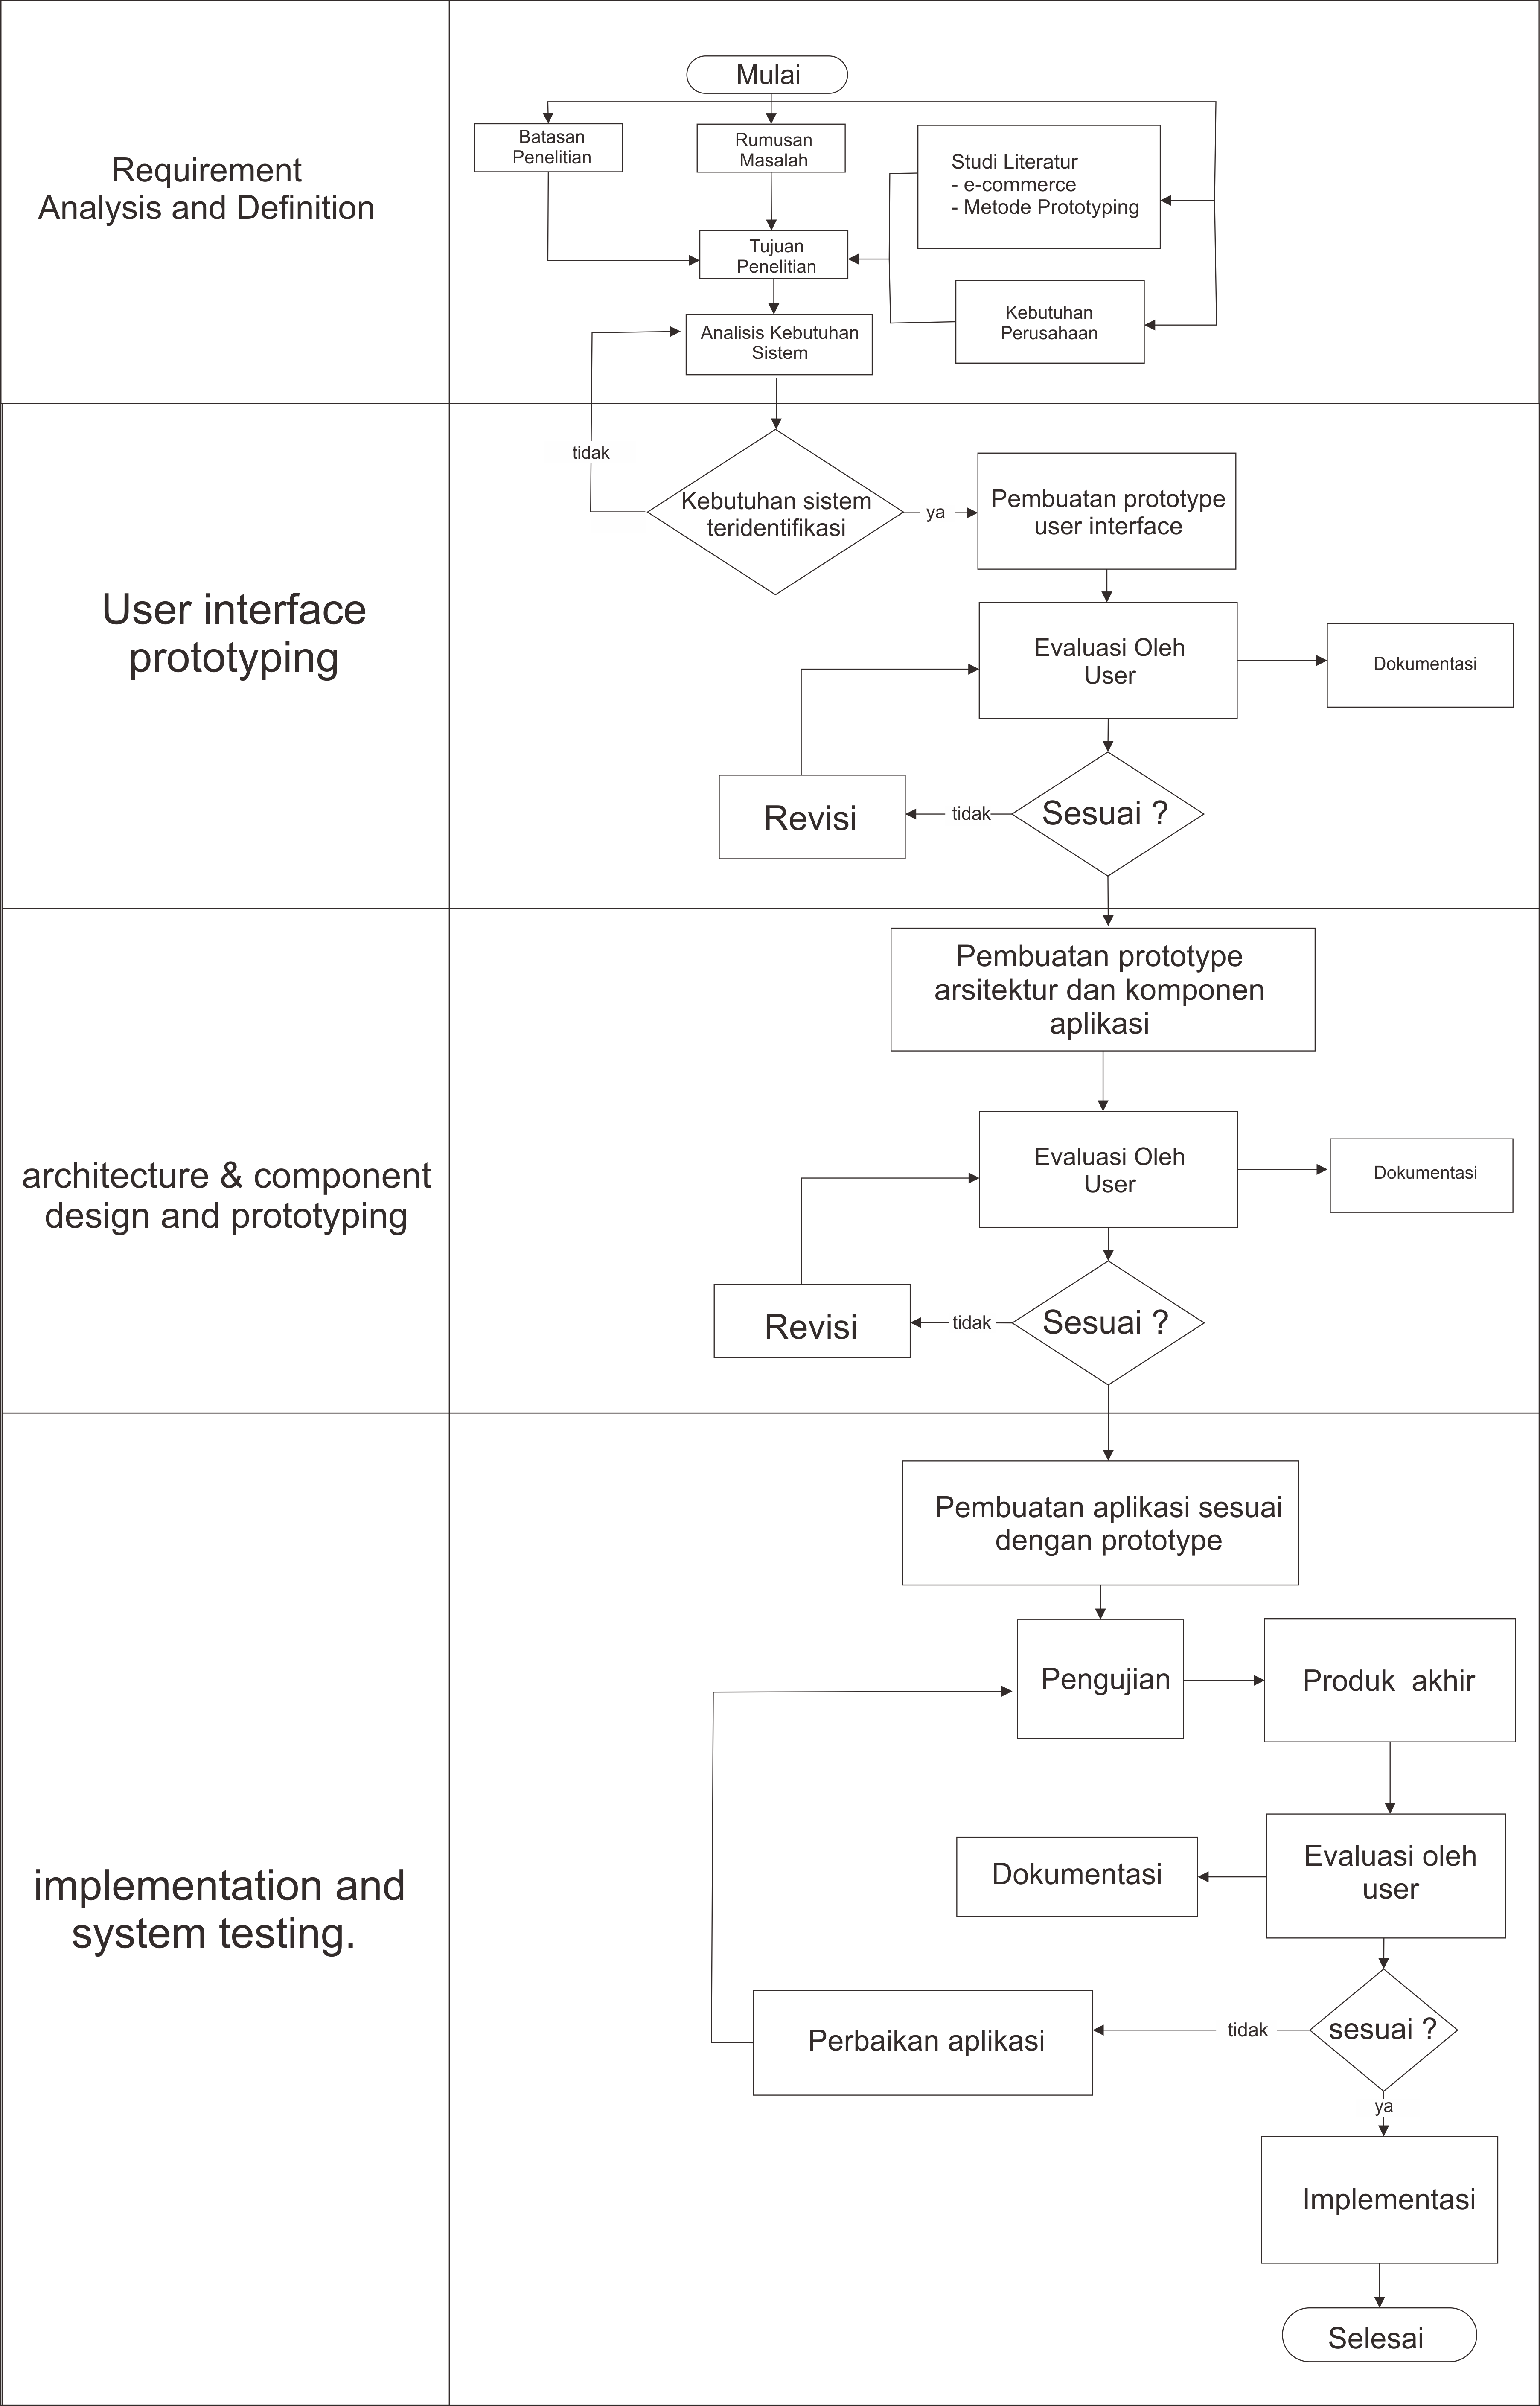 Requirement
Analysis and Definition
Mulai
Batasan
Penelitian
Rumusan
Masalah
Studi Literatur
- e-commerce
- Metode Prototyping
Tujuan
Penelitian
Kebutuhan
Perusahaan
Analisis Kebutuhan
Sistem
User interface
prototyping
tidak
Kebutuhan sistem
teridentifikasi
ya
Pembuatan prototype
user interface
Evaluasi Oleh
User
Dokumentasi
Revisi
tidak
Sesuai ?
architecture & component
design and prototyping
Pembuatan prototype
arsitektur dan komponen
aplikasi
Evaluasi Oleh
User
Dokumentasi
Revisi
tidak
Sesuai ?
implementation and
system testing.
Pembuatan aplikasi sesuai
dengan prototype
Pengujian
Produk akhir
Dokumentasi
Evaluasi oleh
user
Perbaikan aplikasi
tidak
sesuai ?
ya
Implementasi
Selesai